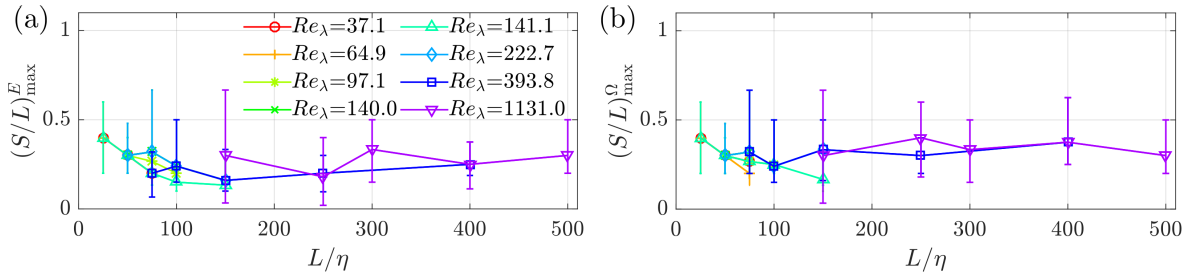 (a)
(S/L)^E_max
1
0.5
0
Re_λ=37.1
Re_λ=64.9
Re_λ=97.1
Re_λ=140.0
Re_λ=141.1
Re_λ=222.7
Re_λ=393.8
Re_λ=1131.0
0 100 200 300 400 500
L/η
(b)
(S/L)^Ω_max
1
0.5
0
0 100 200 300 400 500
L/η